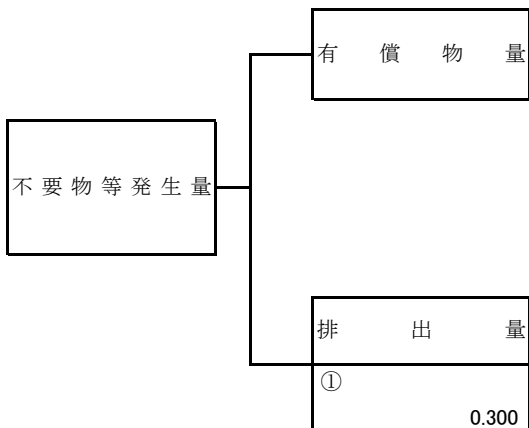 有償物量
不要物等発生量
排出量
①
0.300